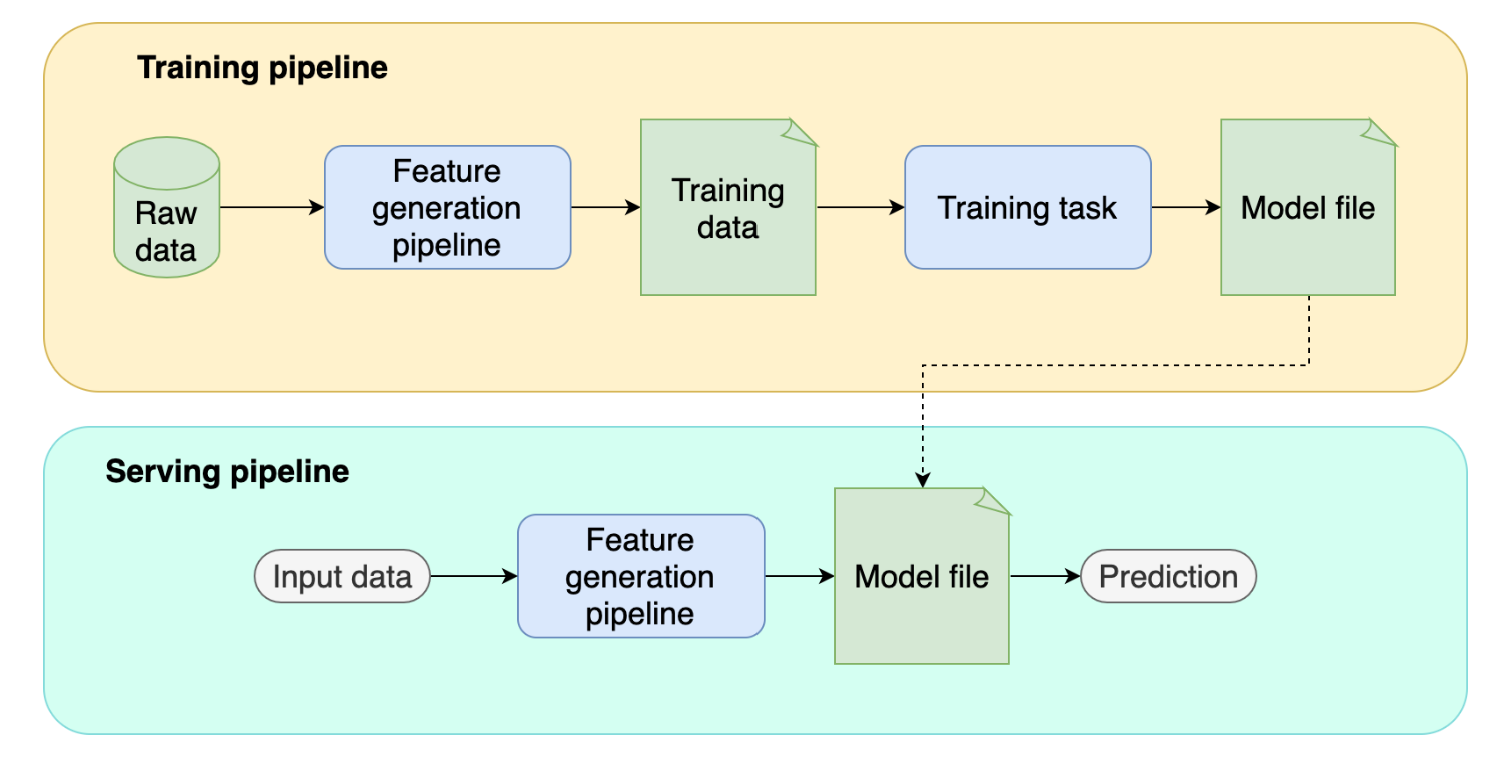 Training pipeline
Raw
data
Feature
generation
pipeline
Training
data
Training task
Model file
Serving pipeline
Input data
Feature
generation
pipeline
Model file
Prediction